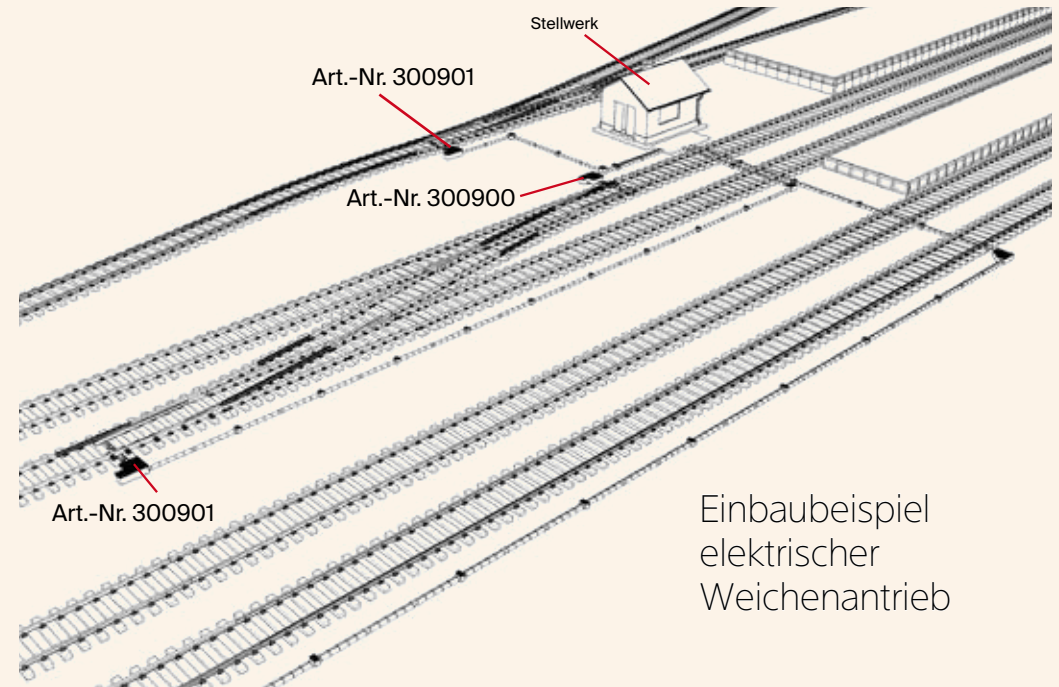 Stellwerk
Art.-Nr. 300901
Art.-Nr. 300900
Art.-Nr. 300901
Einbaubeispiel
elektrischer
Weichenantrieb